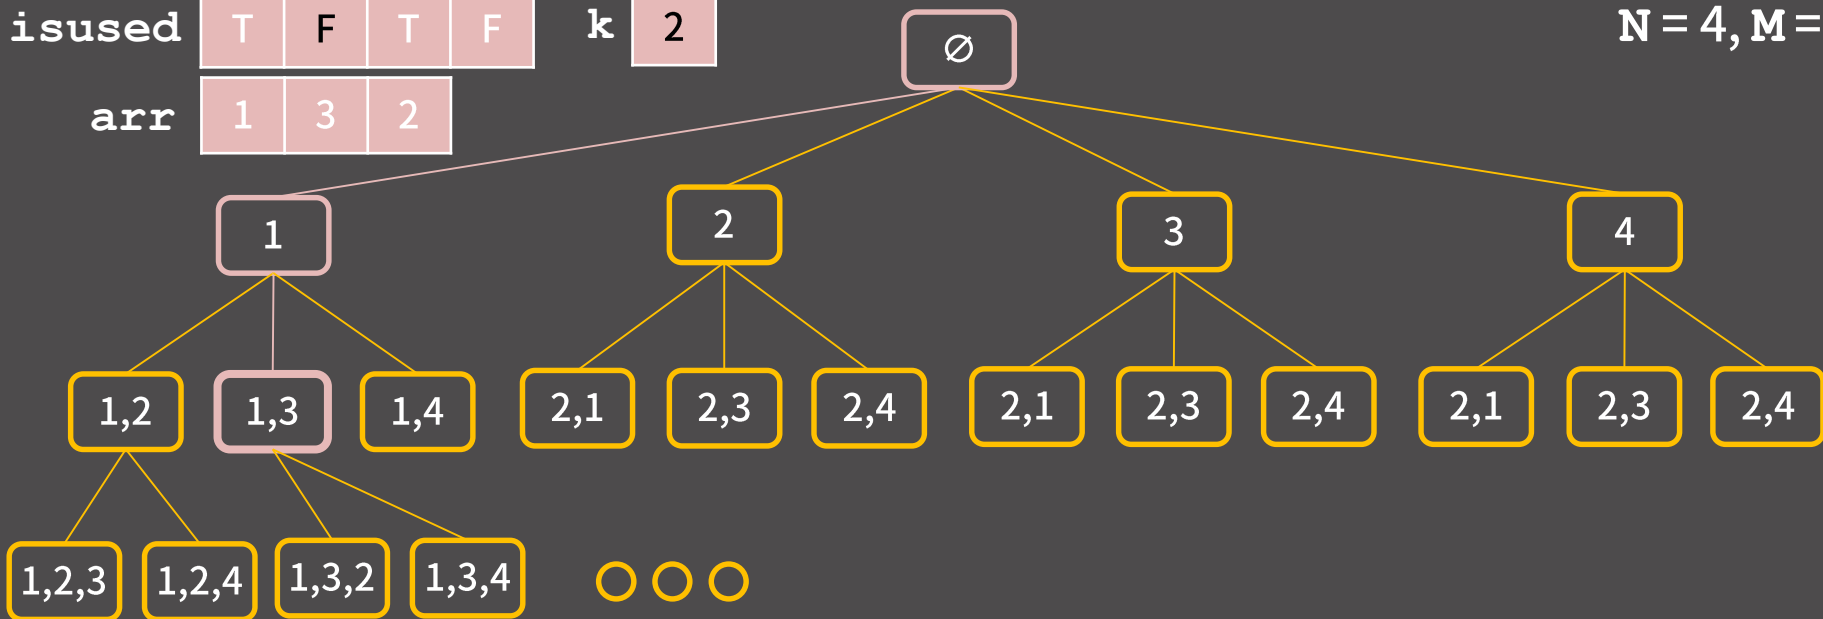 isused T F T F k 2 ∅ N = 4, M =
arr 1 3 2
1 2 3 4
1,2 1,3 1,4 2,1 2,3 2,4 2,1 2,3 2,4 2,1 2,3 2,4
1,2,3 1,2,4 1,3,2 1,3,4